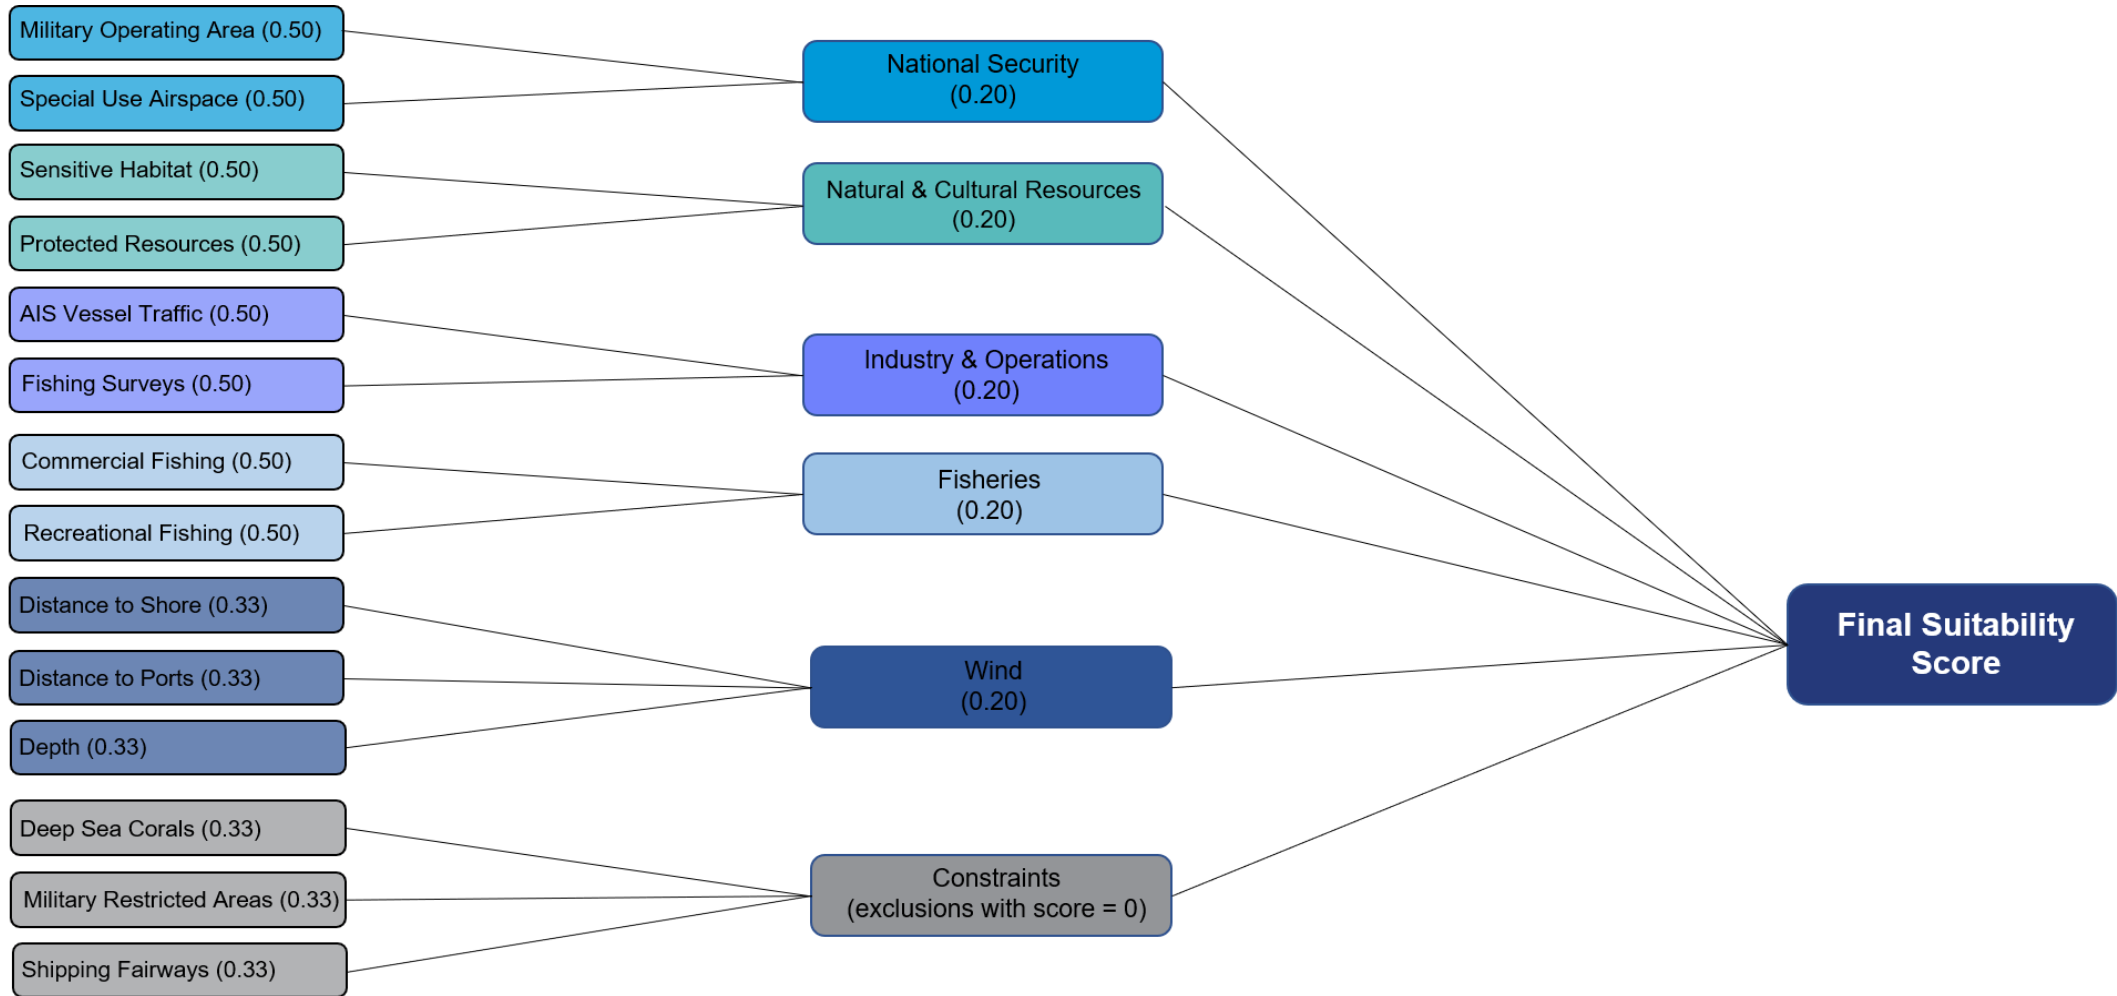 Military Operating Area (0.50)
Special Use Airspace (0.50)
Sensitive Habitat (0.50)
Protected Resources (0.50)
AIS Vessel Traffic (0.50)
Fishing Surveys (0.50)
Commercial Fishing (0.50)
Recreational Fishing (0.50)
Distance to Shore (0.33)
Distance to Ports (0.33)
Depth (0.33)
Deep Sea Corals (0.33)
Military Restricted Areas (0.33)
Shipping Fairways (0.33)
National Security
(0.20)
Natural & Cultural Resources
(0.20)
Industry & Operations
(0.20)
Fisheries
(0.20)
Wind
(0.20)
Constraints
(exclusions with score = 0)
Final Suitability
Score